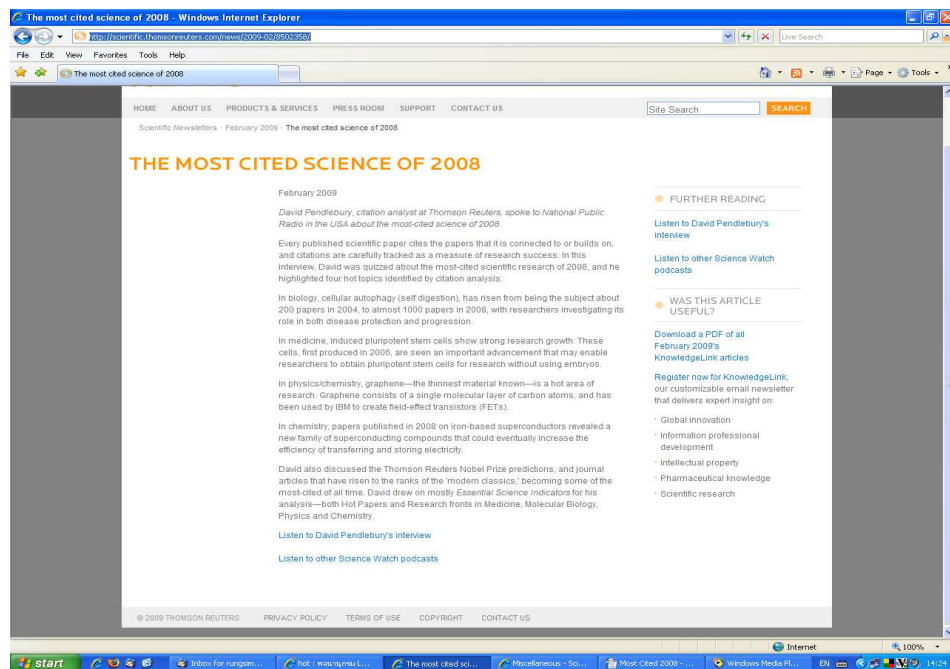 The most cited science of 2008 - Windows Internet Explorer
http://scientific.thomsonreuters.com/news/2009-02/8502358/
Live Search
File Edit View Favorites Tools Help
The most cited science of 2008
Page Tools
HOME ABOUT US PRODUCTS & SERVICES PRESS ROOM SUPPORT CONTACT US
Site Search SEARCH
Scientific Newsletters · February 2009 · The most cited science of 2008
THE MOST CITED SCIENCE OF 2008
February 2009
David Pendlebury, citation analyst at Thomson Reuters, spoke to National Public
Radio in the USA about the most-cited science of 2008.
Every published scientific paper cites the papers that it is connected to or builds on,
and citations are carefully tracked as a measure of research success. In this
interview, David was quizzed about the most-cited scientific research of 2008, and he
highlighted four hot topics identified by citation analysis:
In biology, cellular autophagy (self digestion), has risen from being the subject about
200 papers in 2004, to almost 1000 papers in 2008, with researchers investigating its
role in both disease protection and progression.
In medicine, induced pluripotent stem cells show strong research growth. These
cells, first produced in 2006, are seen an important advancement that may enable
researchers to obtain pluripotent stem cells for research without using embryos.
In physics/chemistry, graphene—the thinnest material known—is a hot area of
research. Graphene consists of a single molecular layer of carbon atoms, and has
been used by IBM to create field-effect transistors (FETs).
In chemistry, papers published in 2008 on iron-based superconductors revealed a
new family of superconducting compounds that could eventually increase the
efficiency of transferring and storing electricity.
David also discussed the Thomson Reuters Nobel Prize predictions, and journal
articles that have risen to the ranks of the 'modern classics,' becoming some of the
most-cited of all time. David drew on mostly Essential Science Indicators for his
analysis—both Hot Papers and Research fronts in Medicine, Molecular Biology,
Physics and Chemistry.
Listen to David Pendlebury's interview
Listen to other Science Watch podcasts
FURTHER READING
Listen to David Pendlebury's
interview
Listen to other Science Watch
podcasts
WAS THIS ARTICLE
USEFUL?
Download a PDF of all
February 2009's
KnowledgeLink articles
Register now for KnowledgeLink,
our customizable email newsletter
that delivers expert insight on:
· Global innovation
· Information professional
development
· Intellectual property
· Pharmaceutical knowledge
· Scientific research
© 2009 THOMSON REUTERS PRIVACY POLICY TERMS OF USE COPYRIGHT CONTACT US
Internet 100%
start Inbox for rungsim... The most cited sci... Miscellaneous - Sci... Most Cited 2008 - ... Windows Media Pl... EN 14:24